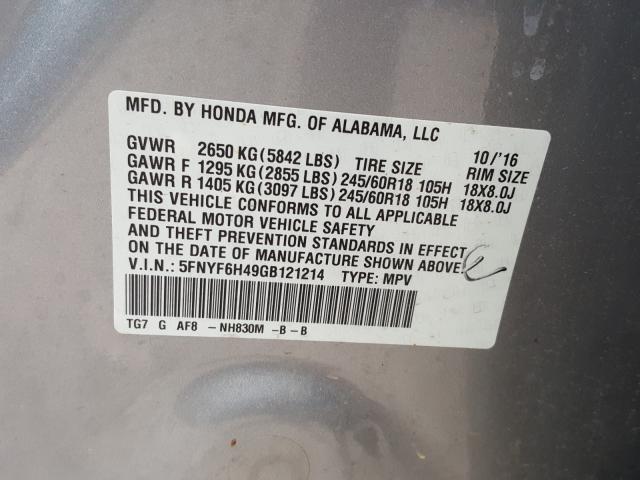 MFD. BY HONDA MFG. OF ALABAMA, LLC
10/'16
GVWR 2650 KG (5842 LBS) TIRE SIZE RIM SIZE
GAWR F 1295 KG (2855 LBS) 245/60R18 105H 18X8.0J
GAWR R 1405 KG (3097 LBS) 245/60R18 105H 18X8.0J
THIS VEHICLE CONFORMS TO ALL APPLICABLE
FEDERAL MOTOR VEHICLE SAFETY
AND THEFT PREVENTION STANDARDS IN EFFECT
ON THE DATE OF MANUFACTURE SHOWN ABOVE.
V.I.N.: 5FNYF6H49GB121214 TYPE: MPV
TG7 G AF8 - NH830M - B - B